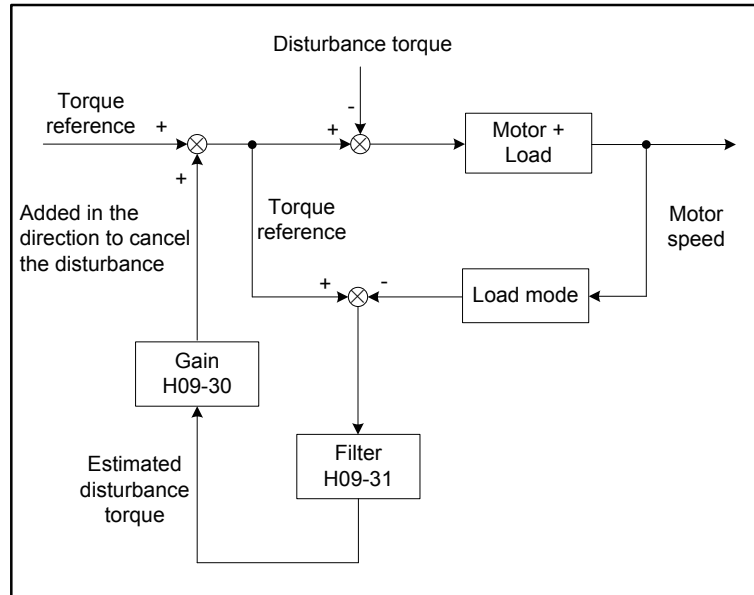 Disturbance torque
-
Torque
reference
+
+
Motor +
Load
+
Added in the
direction to cancel
the disturbance
Torque
reference
Motor
speed
+
-
Load mode
Gain
H09-30
Filter
H09-31
Estimated
disturbance
torque